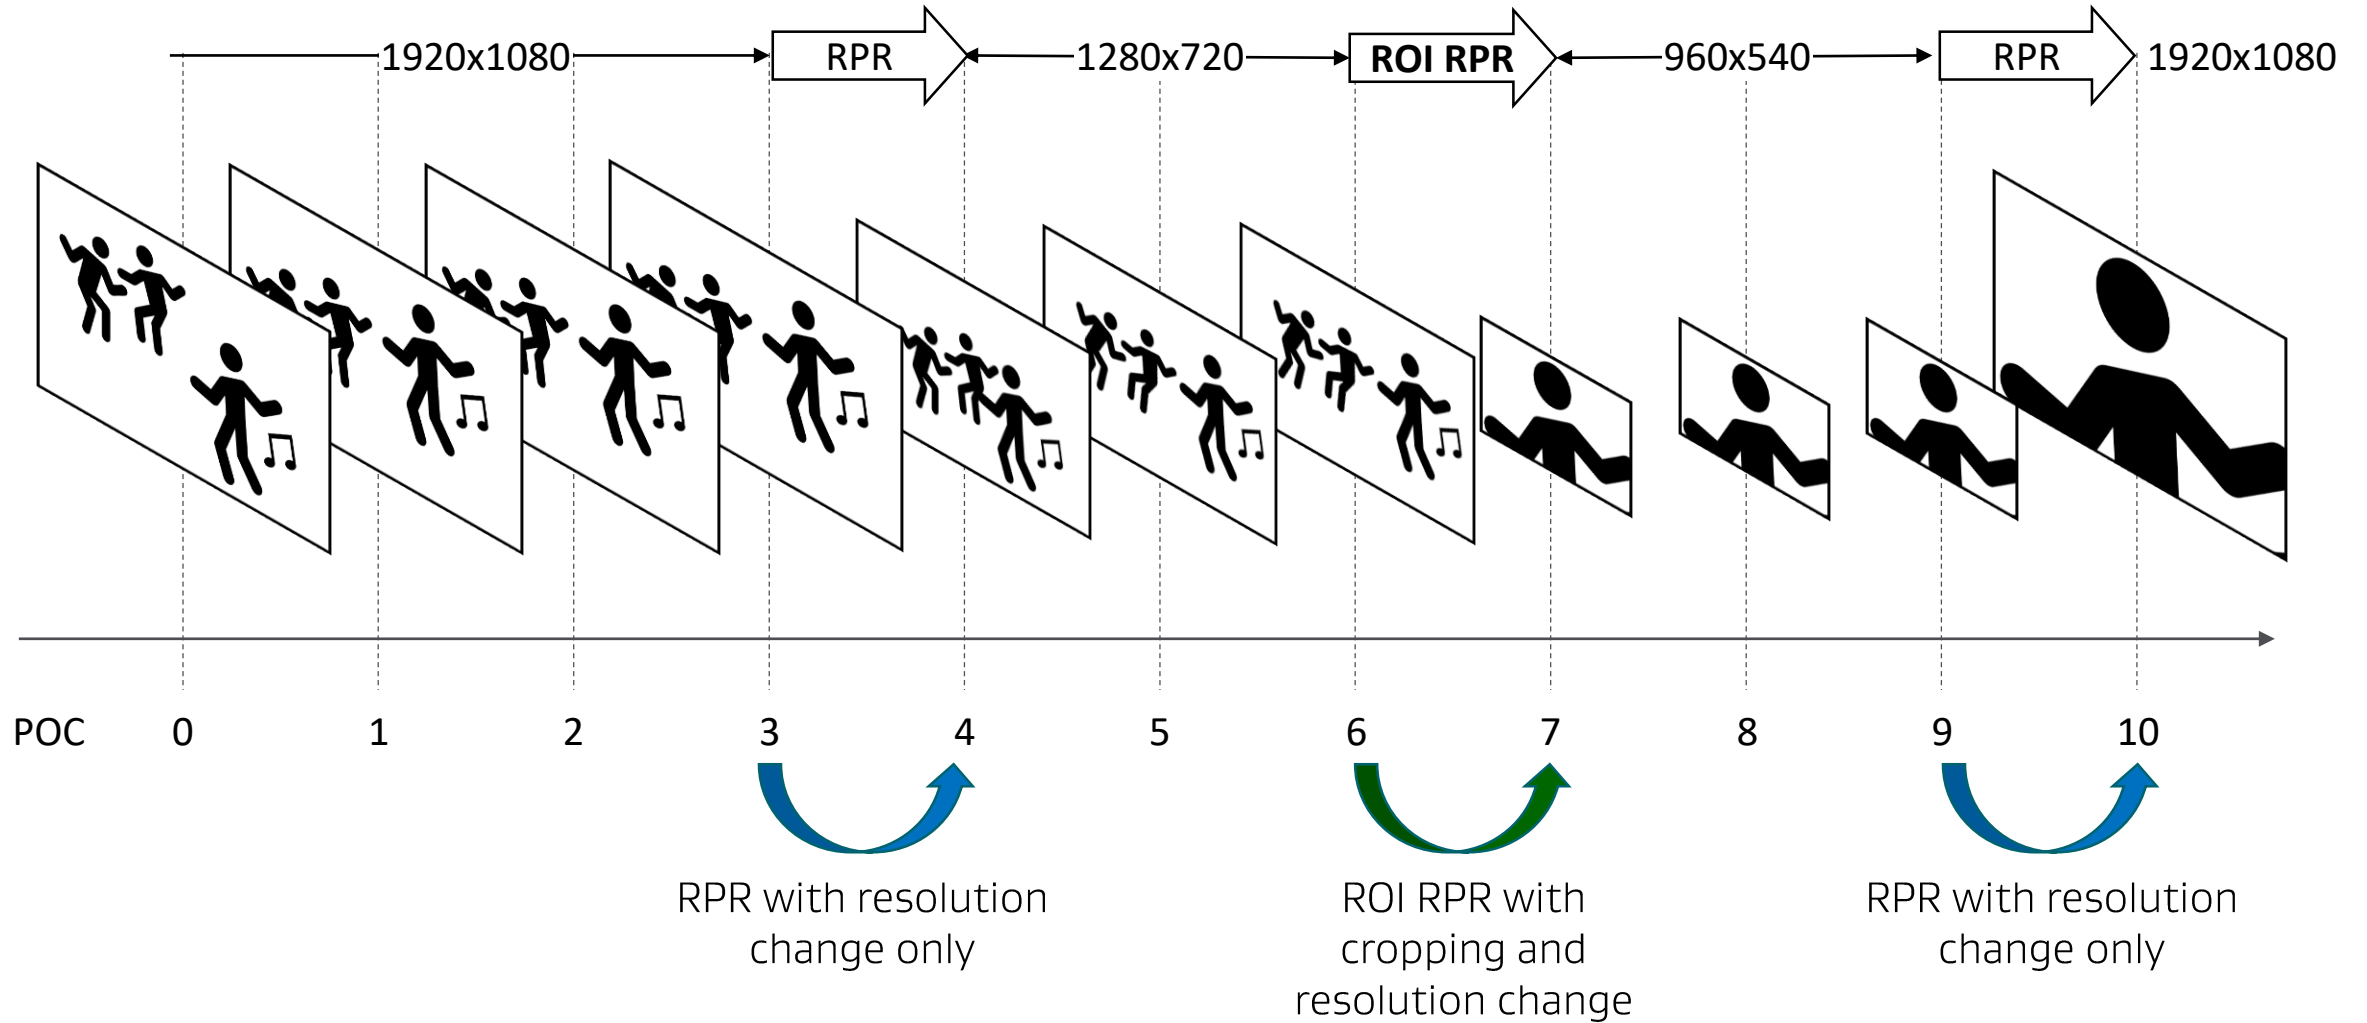 1920x1080 RPR 1280x720 ROI RPR 960x540 RPR 1920x1080
POC 0 1 2 3 4 5 6 7 8 9 10
RPR with resolution
change only
ROI RPR with
cropping and
resolution change
RPR with resolution
change only